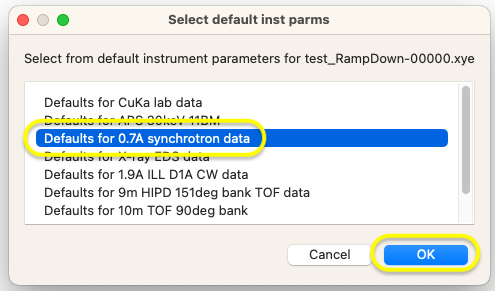 Select default inst parms
Select from default instrument parameters for test_RampDown-00000.xye
Defaults for CuKa lab data
Defaults for APS 30keV 11BM
Defaults for 0.7A synchrotron data
Defaults for X-ray EDS data
Defaults for 1.9A ILL D1A CW data
Defaults for 9m HIPD 151deg bank TOF data
Defaults for 10m TOF 90deg bank
Cancel
OK